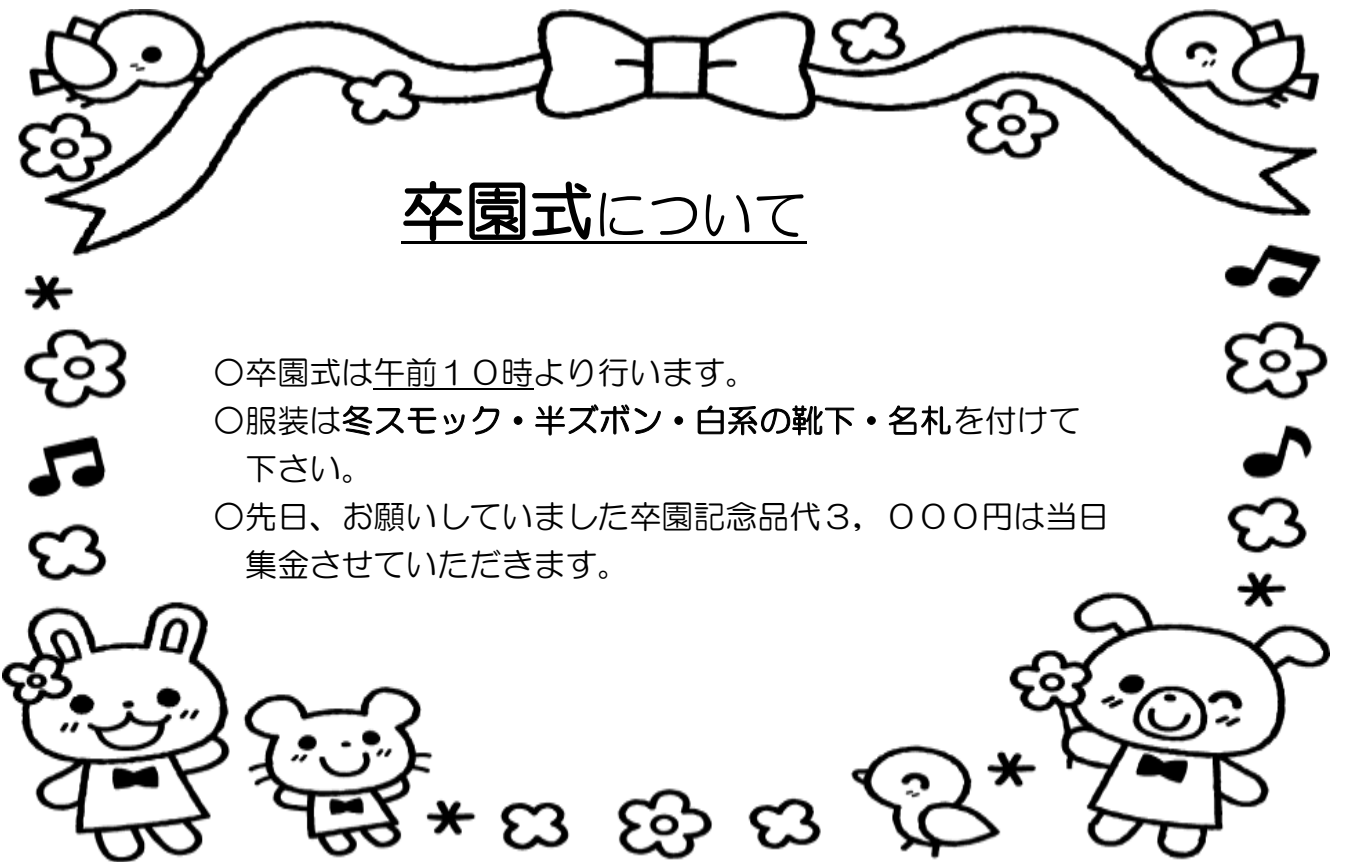 卒園式について
〇卒園式は午前１０時より行います。
〇服装は冬スモック・半ズボン・白系の靴下・名札を付けて
下さい。
〇先日、お願いしていました卒園記念品代３，０００円は当日
集金させていただきます。